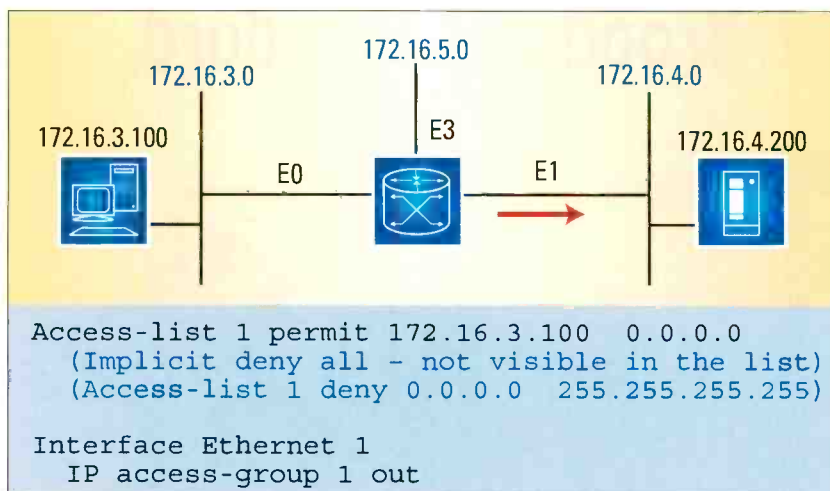 172.16.5.0
172.16.3.0
172.16.4.0
172.16.3.100
E3
172.16.4.200
E0
E1
Access-list 1 permit 172.16.3.100 0.0.0.0
(Implicit deny all - not visible in the list)
(Access-list 1 deny 0.0.0.0 255.255.255.255)
Interface Ethernet 1
IP access-group 1 out